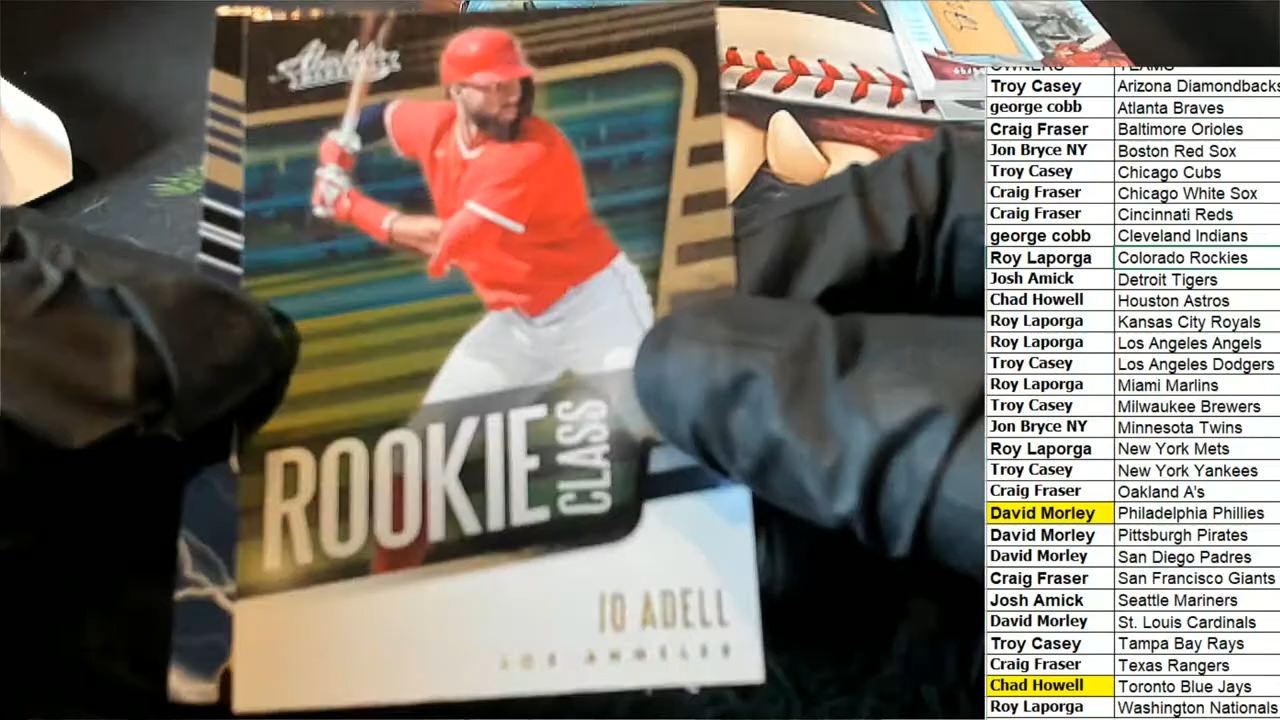 Absolute
ROOKIE
CLASS
JO ADELL
LOS ANGELES
OWNERS TEAMS
Troy Casey Arizona Diamondbacks
george cobb Atlanta Braves
Craig Fraser Baltimore Orioles
Jon Bryce NY Boston Red Sox
Troy Casey Chicago Cubs
Craig Fraser Chicago White Sox
Craig Fraser Cincinnati Reds
george cobb Cleveland Indians
Roy Laporga Colorado Rockies
Josh Amick Detroit Tigers
Chad Howell Houston Astros
Roy Laporga Kansas City Royals
Roy Laporga Los Angeles Angels
Troy Casey Los Angeles Dodgers
Roy Laporga Miami Marlins
Troy Casey Milwaukee Brewers
Jon Bryce NY Minnesota Twins
Roy Laporga New York Mets
Troy Casey New York Yankees
Craig Fraser Oakland A's
David Morley Philadelphia Phillies
David Morley Pittsburgh Pirates
David Morley San Diego Padres
Craig Fraser San Francisco Giants
Josh Amick Seattle Mariners
David Morley St. Louis Cardinals
Troy Casey Tampa Bay Rays
Craig Fraser Texas Rangers
Chad Howell Toronto Blue Jays
Roy Laporga Washington Nationals